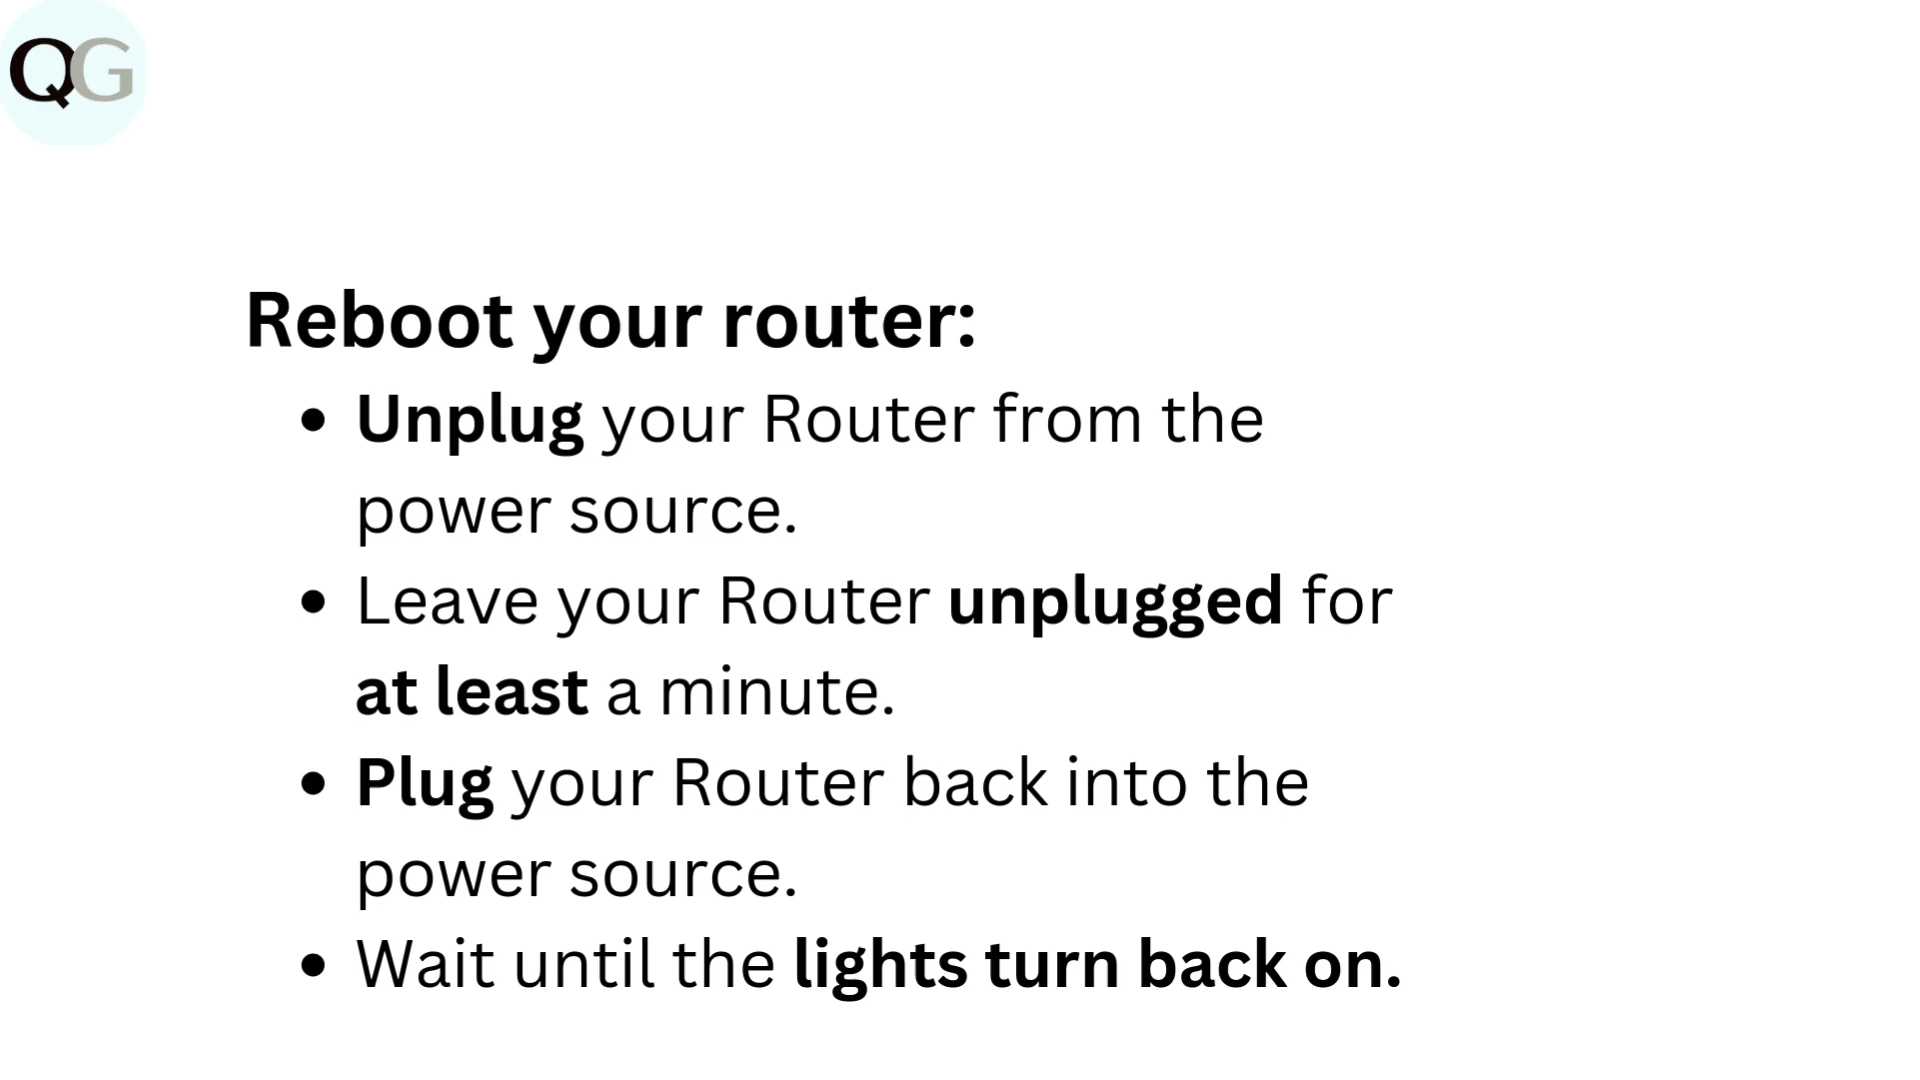 QG
Reboot your router:
• Unplug your Router from the
power source.
• Leave your Router unplugged for
at least a minute.
• Plug your Router back into the
power source.
• Wait until the lights turn back on.